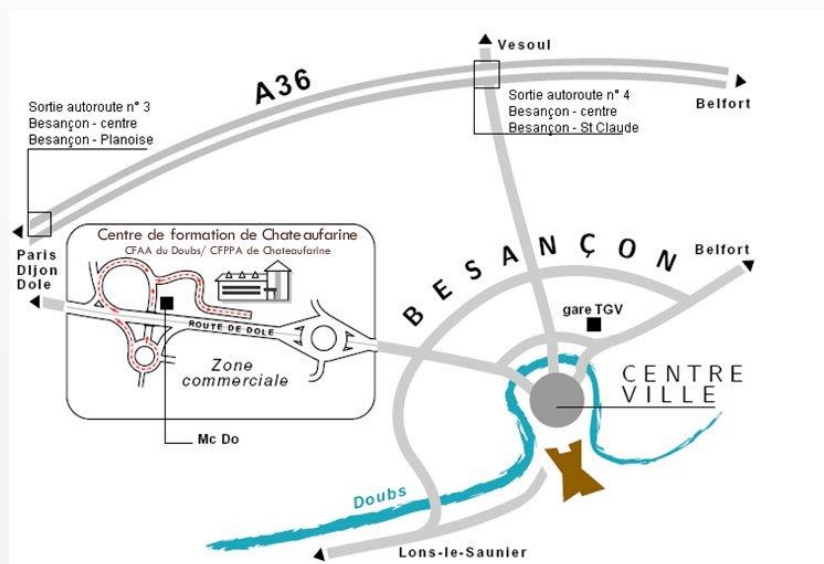 Vesoul
A36
Sortie autoroute n° 4
Besançon - centre
Besançon - St Claude
Belfort
Sortie autoroute n° 3
Besançon - centre
Besançon - Planoise
Paris
DIjon
Dole
Centre de formation de Chateaufarine
CFAA du Doubs/ CFPPA de Chateaufarine
ROUTE DE DOLE
Zone
commerciale
Mc Do
BESANÇON
Belfort
gare TGV
CENTRE
VILLE
Doubs
Lons-le-Saunier